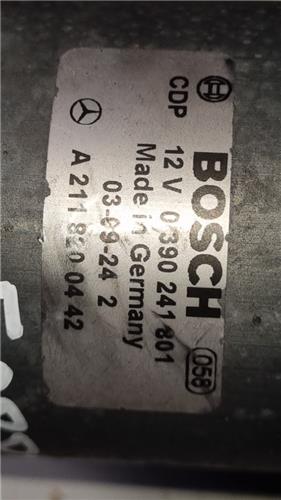 BOSCH
CDP 12 V 0 390 241 801
Made in Germany 058
03-09-24 2
A 211 820 04 42